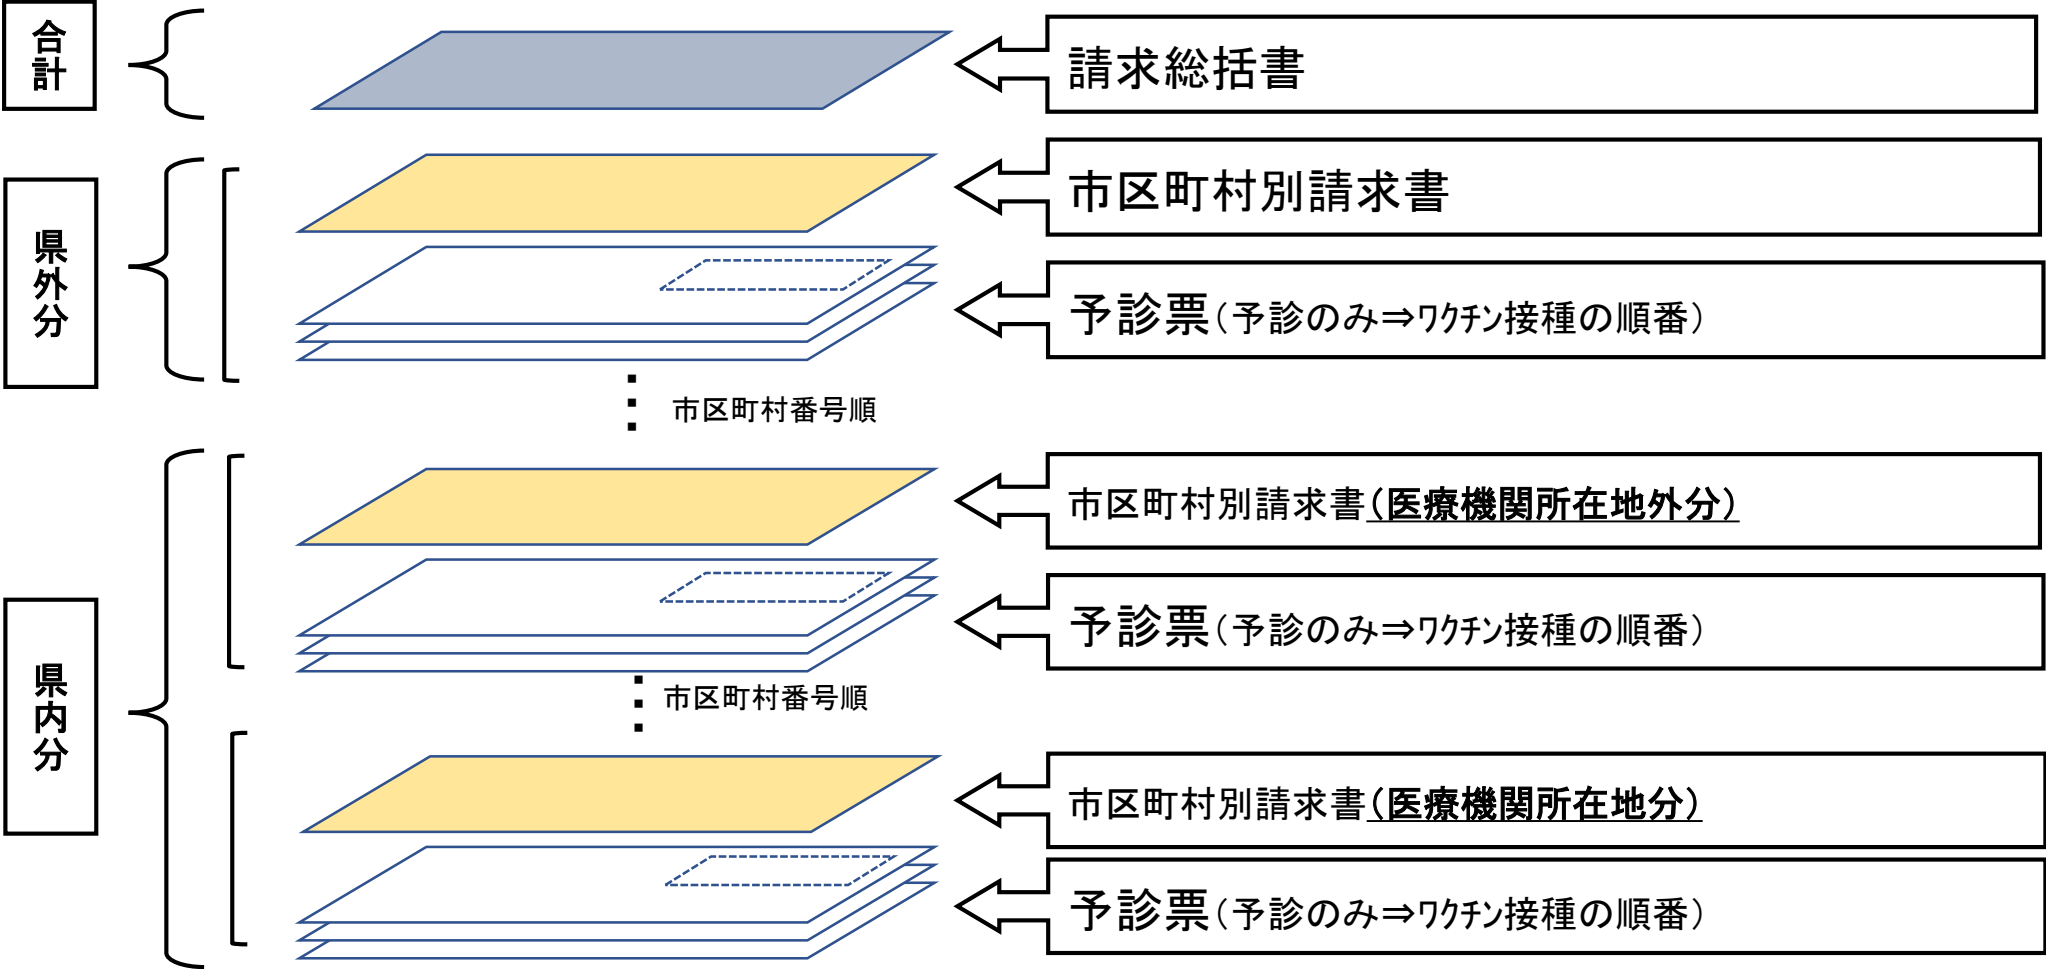 合計
請求総括書
県外分
市区町村別請求書
予診票（予診のみ⇒ワクチン接種の順番）
市区町村番号順
県内分
市区町村別請求書（医療機関所在地外分）
予診票（予診のみ⇒ワクチン接種の順番）
市区町村番号順
市区町村別請求書（医療機関所在地分）
予診票（予診のみ⇒ワクチン接種の順番）